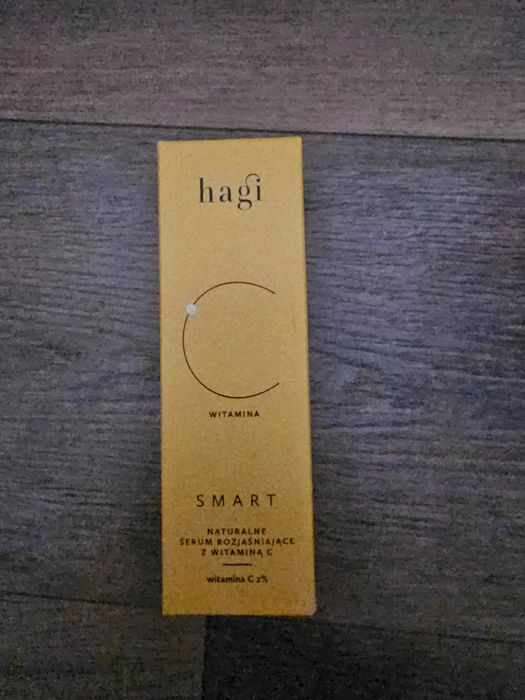 hagi
C
WITAMINA
SMART
NATURALNE
SERUM ROZJAŚNIAJĄCE
Z WITAMINĄ C
witamina C 2%